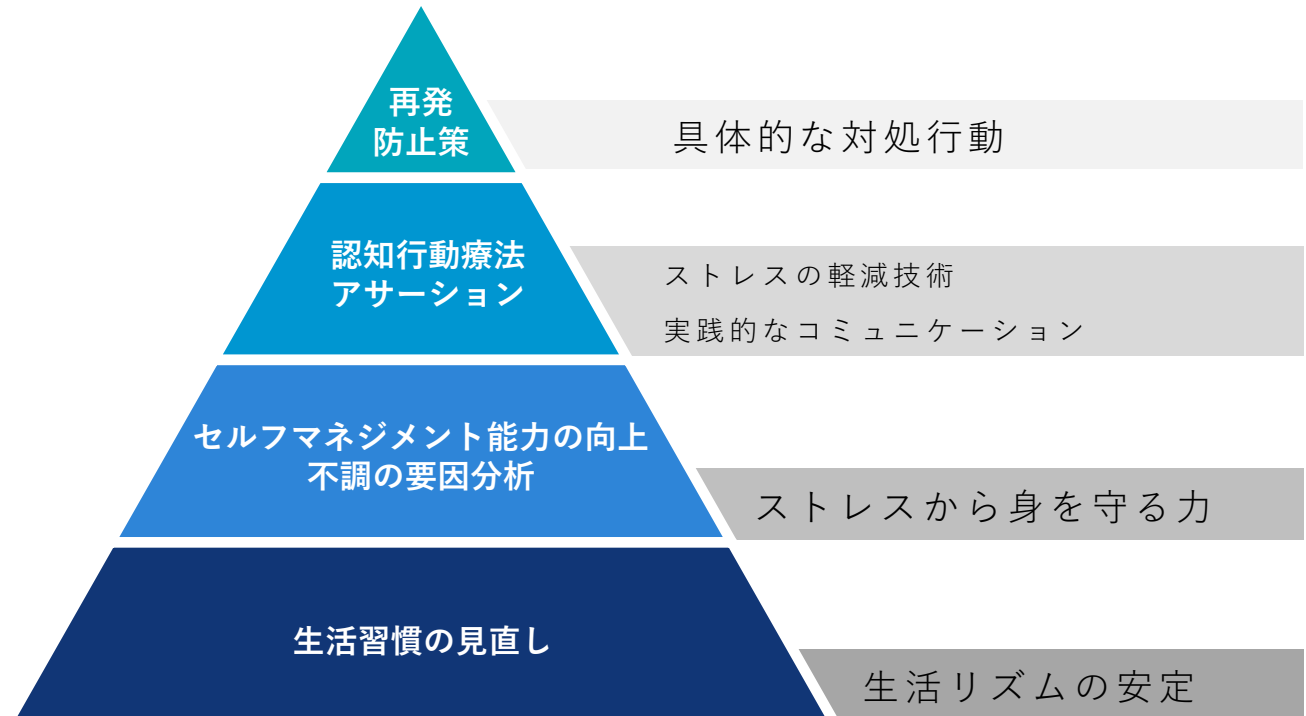 再発
防止策
具体的な対処行動
認知行動療法
アサーション
ストレスの軽減技術
実践的なコミュニケーション
セルフマネジメント能力の向上
不調の要因分析
ストレスから身を守る力
生活習慣の見直し
生活リズムの安定